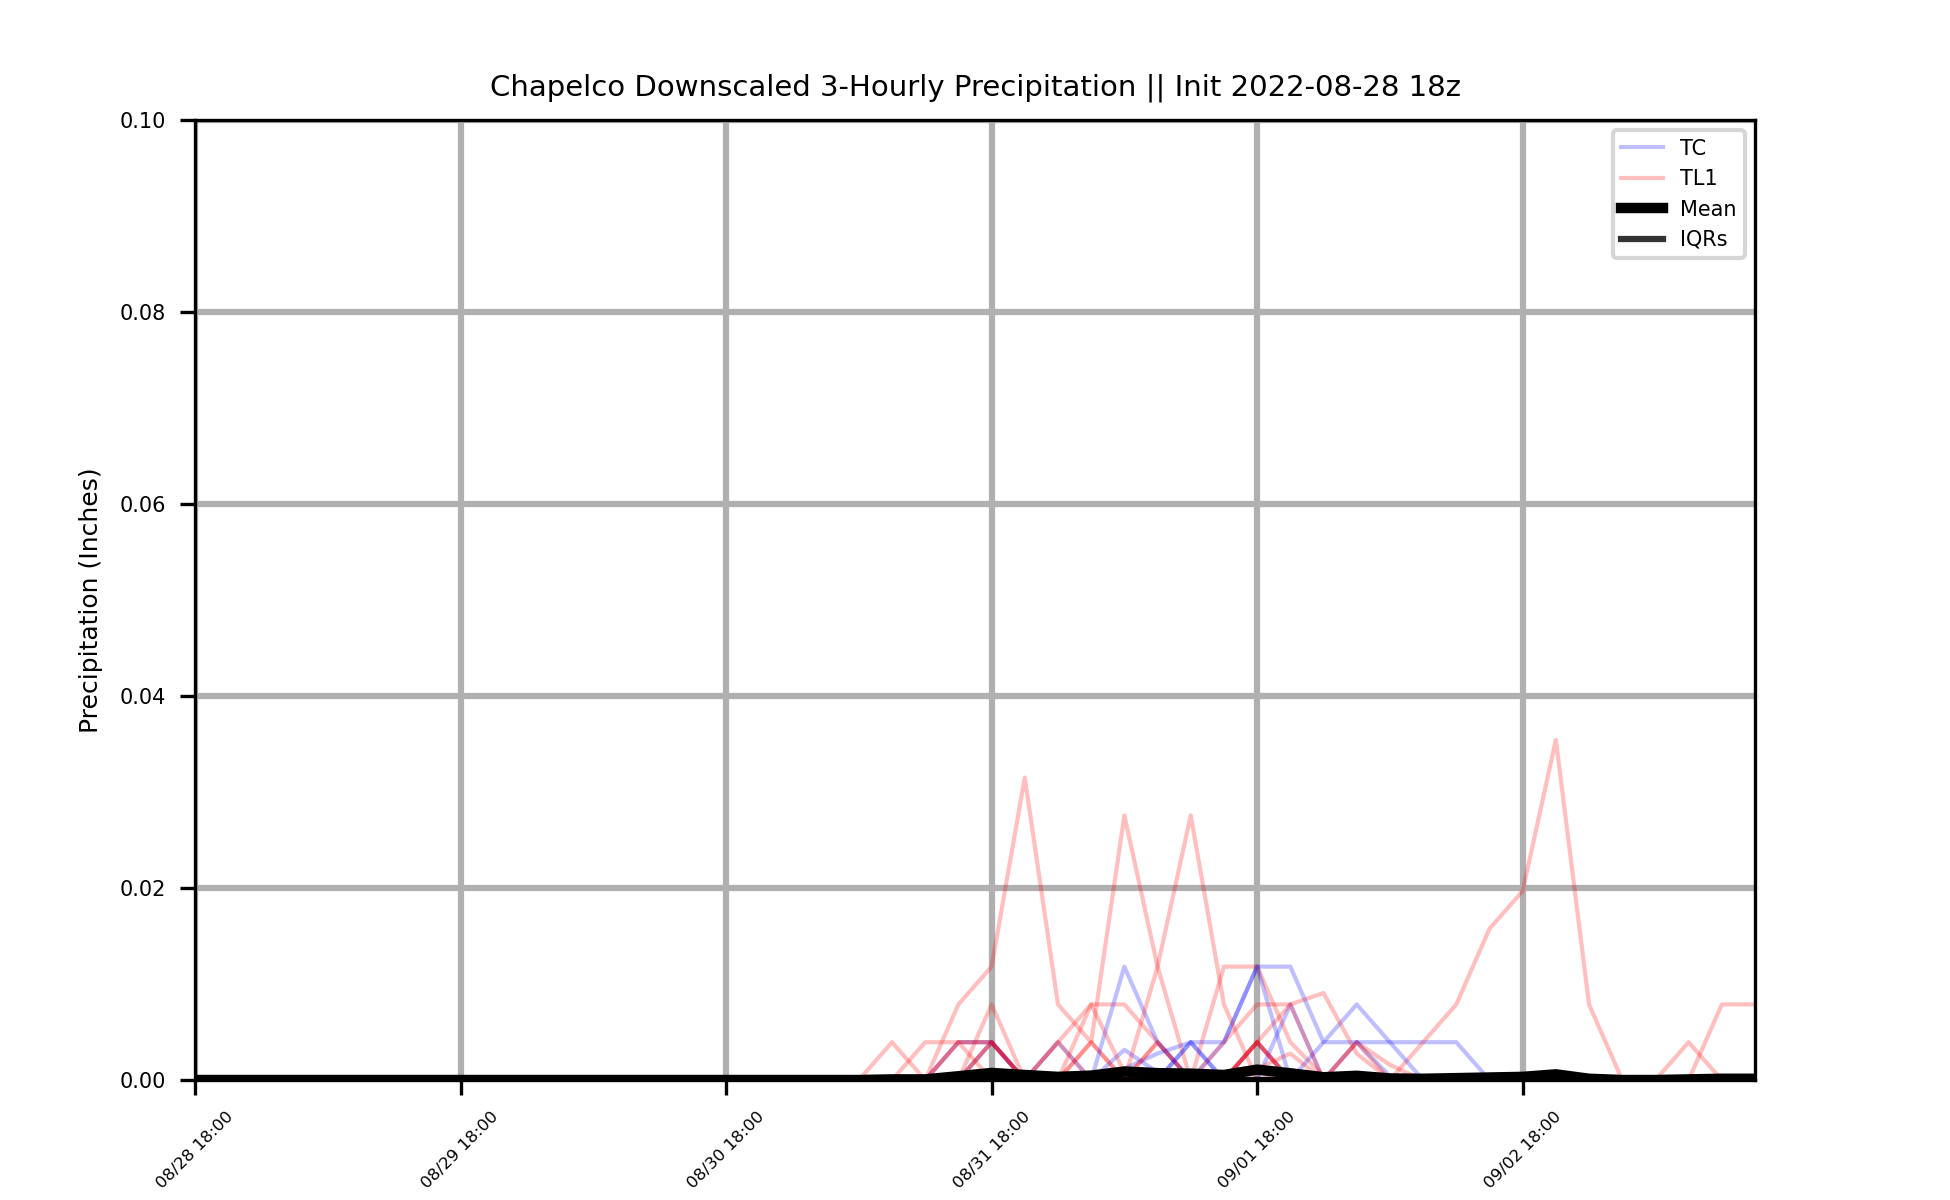 Chapelco Downscaled 3-Hourly Precipitation || Init 2022-08-28 18z
TC
TL1
Mean
IQRs
Precipitation (Inches)
0.10
0.08
0.06
0.04
0.02
0.00
08/28 18:00
08/29 18:00
08/30 18:00
08/31 18:00
09/01 18:00
09/02 18:00